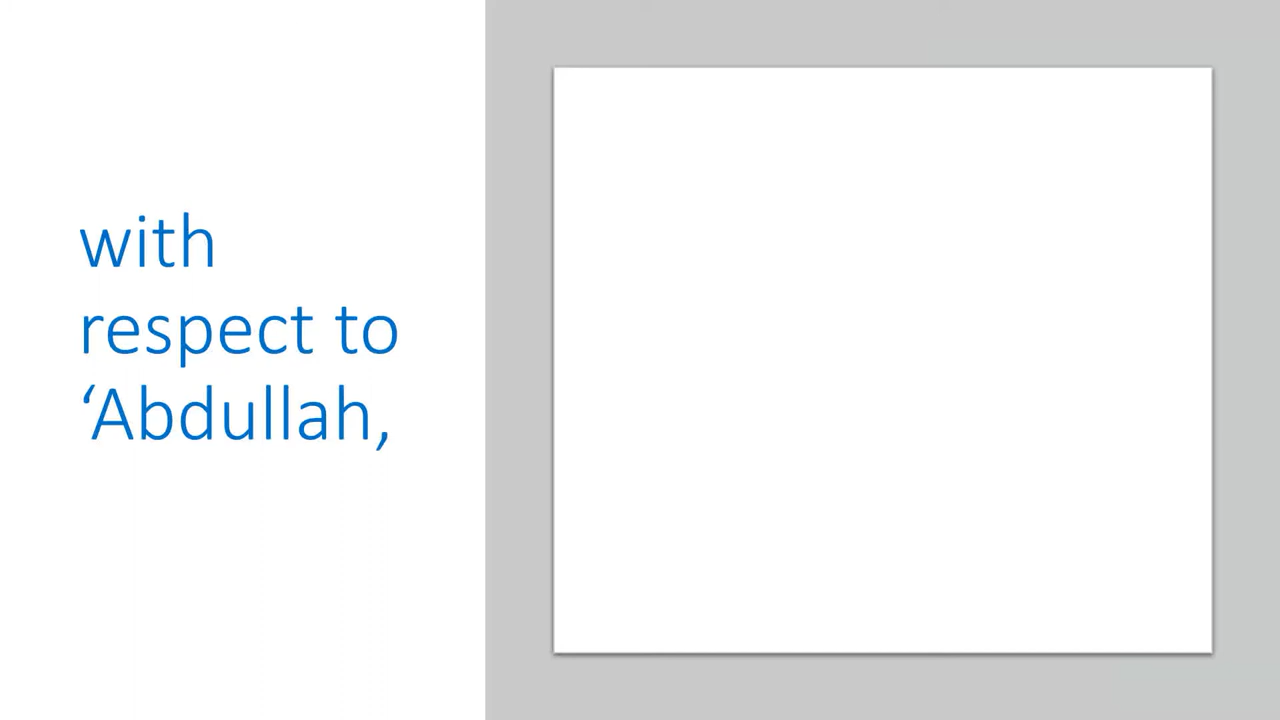 with
respect to
‘Abdullah,